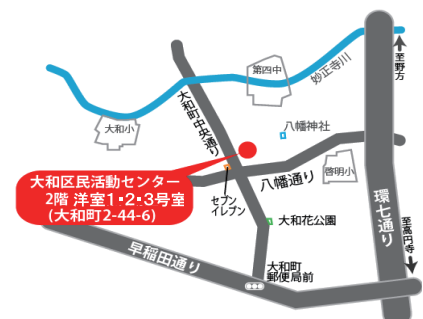 至野方
第四中
妙正寺川
大和町中央通り
大和小
八幡神社
大和区民活動センター
2階 洋室1・2・3号室
(大和町2-44-6)
八幡通り
啓明小
セブン
イレブン
環七通り
大和花公園
至高円寺
早稲田通り
大和町
郵便局前